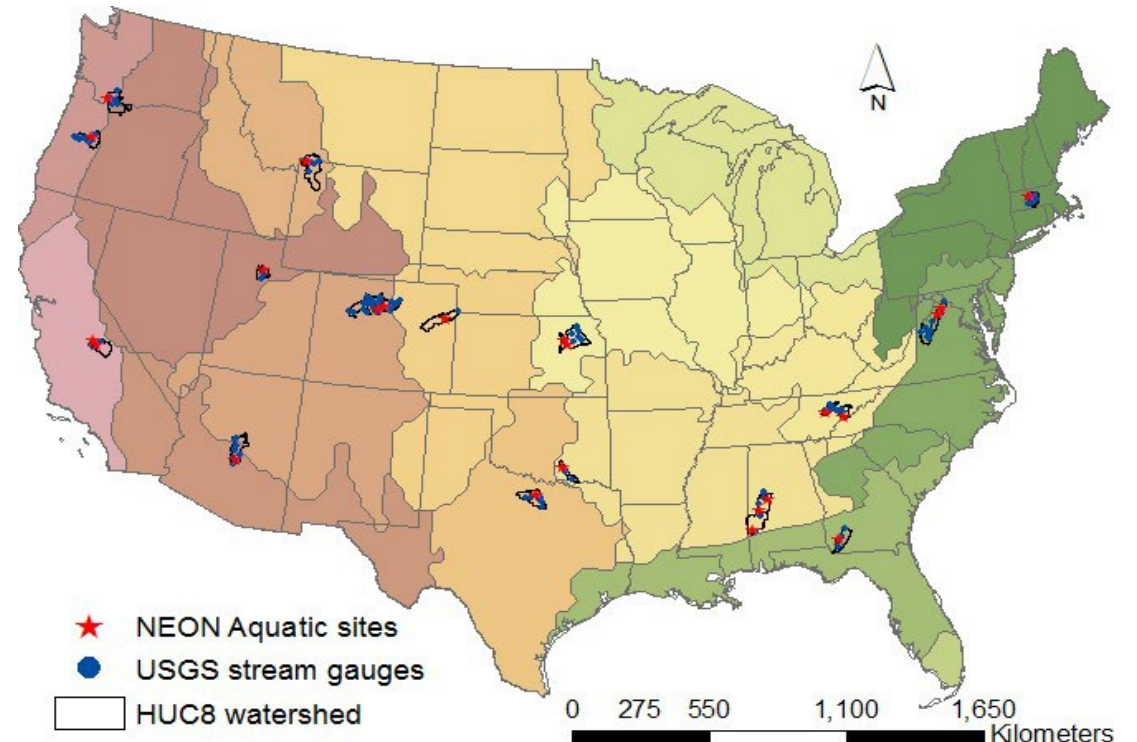 N
NEON Aquatic sites
USGS stream gauges
HUC8 watershed
0 275 550 1,100 1,650
Kilometers